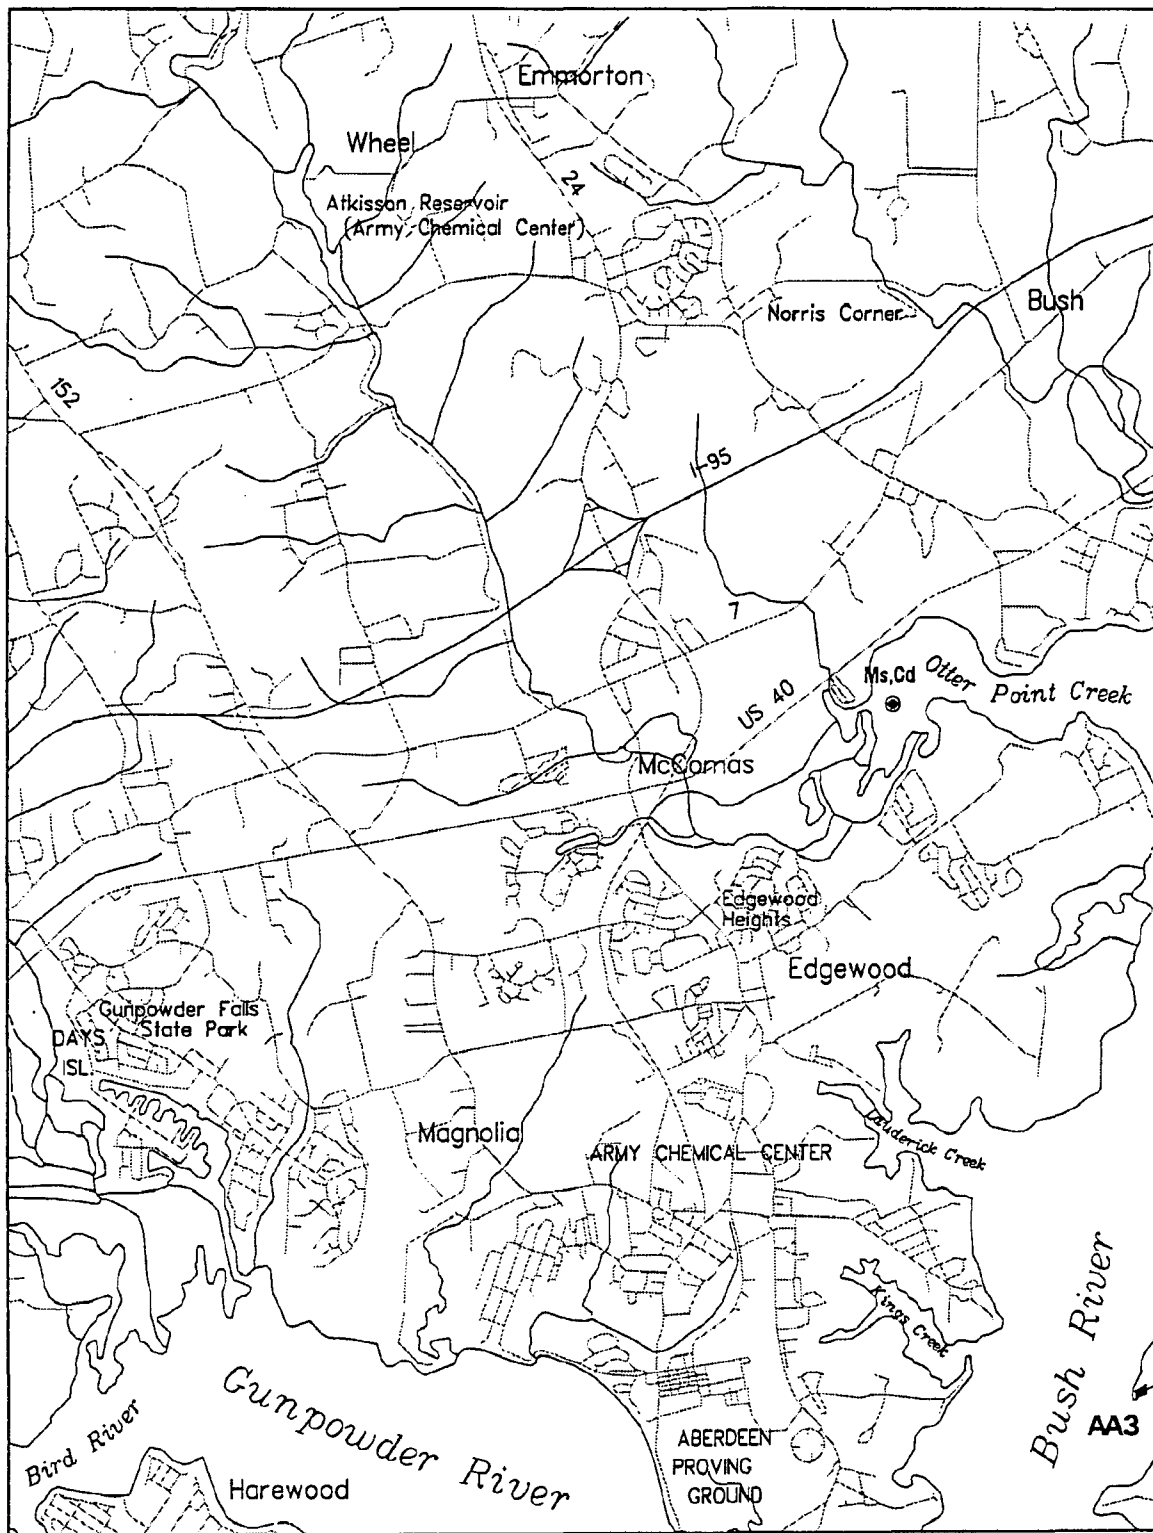 Emmorton
Wheel
24
Atkisson Reservoir
(Army Chemical Center)
Bush
Norris Corner
152
I-95
7
Ms,Cd
Otter Point Creek
US 40
McComas
Edgewood
Heights
Edgewood
Gunpowder Falls
State Park
DAYS
ISL.
Magnolia
ARMY CHEMICAL CENTER
Lauderick Creek
Kings Creek
Bush River
Gunpowder River
AA3
Bird River
ABERDEEN
PROVING
GROUND
Harewood